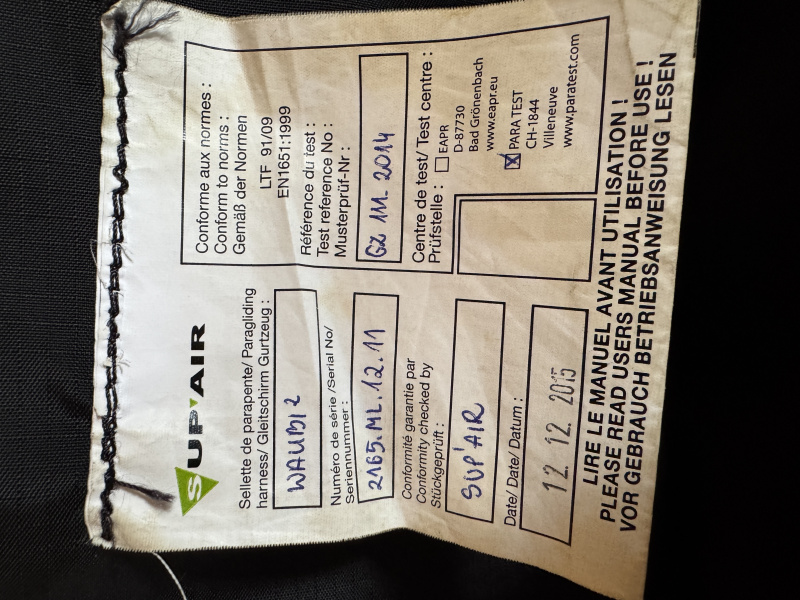 SUP'AIR
Sellette de parapente/ Paragliding
harness/ Gleitschirm Gurtzeug :
WAUDI 2
Numéro de série /Serial No/
Seriennummer :
2165.ML.12.11
Conformité garantie par
Conformity checked by
Stückgeprüft :
SUP'AIR
Date/ Date/ Datum :
12. 12. 2015
Conforme aux normes :
Conform to norms :
Gemäß der Normen
LTF 91/09
EN1651:1999
Référence du test :
Test reference No :
Musterprüf-Nr :
GZ 111. 2014
Centre de test/ Test centre :
Prüfstelle :
EAPR
D-87730
Bad Grönenbach
www.eapr.eu
PARA TEST
CH-1844
Villeneuve
www.paratest.com
LIRE LE MANUEL AVANT UTILISATION !
PLEASE READ USERS MANUAL BEFORE USE !
VOR GEBRAUCH BETRIEBSANWEISUNG LESEN